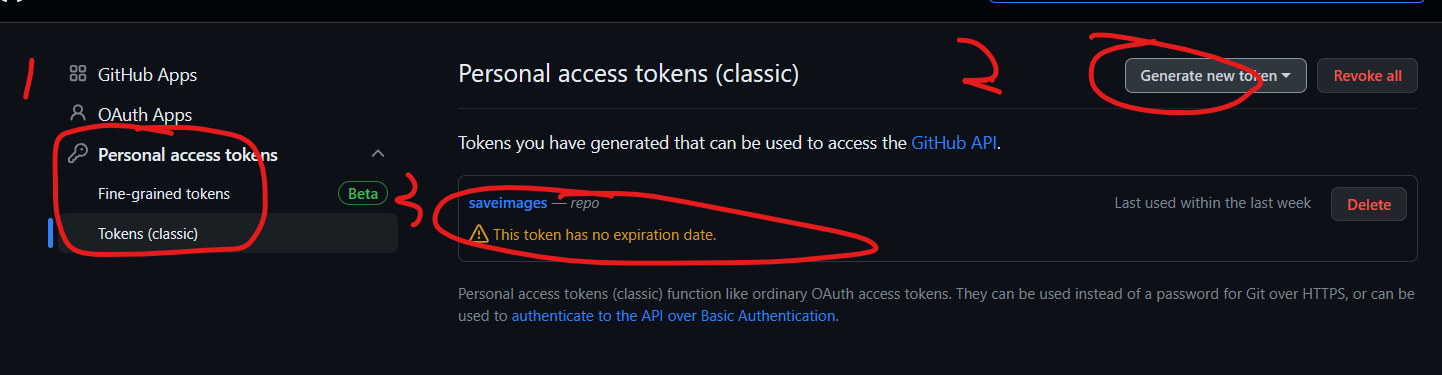 1
GitHub Apps
OAuth Apps
Personal access tokens
Fine-grained tokens Beta
Tokens (classic)
Personal access tokens (classic)
2
Generate new token
Revoke all
Tokens you have generated that can be used to access the GitHub API.
3
saveimages — repo
Last used within the last week
Delete
This token has no expiration date.
Personal access tokens (classic) function like ordinary OAuth access tokens. They can be used instead of a password for Git over HTTPS, or can be
used to authenticate to the API over Basic Authentication.